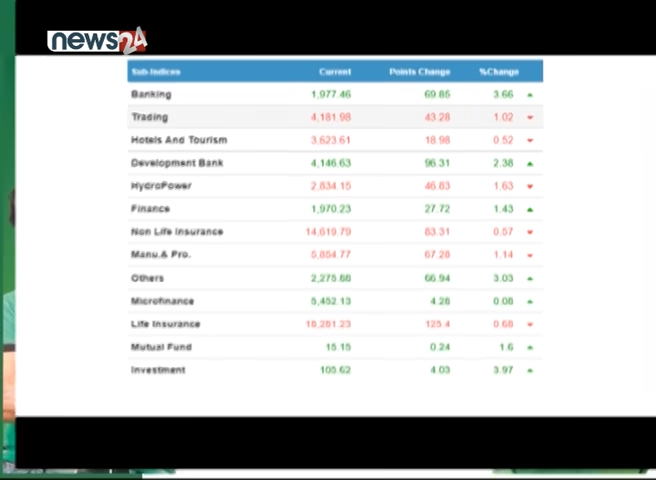 news24
Sub-Indices Current Points Change %Change
Banking 1,977.46 69.85 3.66
Trading 4,181.98 43.28 1.02
Hotels And Tourism 3,623.61 18.98 0.52
Development Bank 4,146.63 96.31 2.38
HydroPower 2,834.15 46.83 1.63
Finance 1,970.23 27.72 1.43
Non Life Insurance 14,619.79 83.31 0.57
Manu.& Pro. 5,854.77 67.28 1.14
Others 2,275.88 66.94 3.03
Microfinance 5,452.13 4.28 0.08
Life Insurance 18,281.23 125.4 0.68
Mutual Fund 15.15 0.24 1.6
Investment 105.62 4.03 3.97